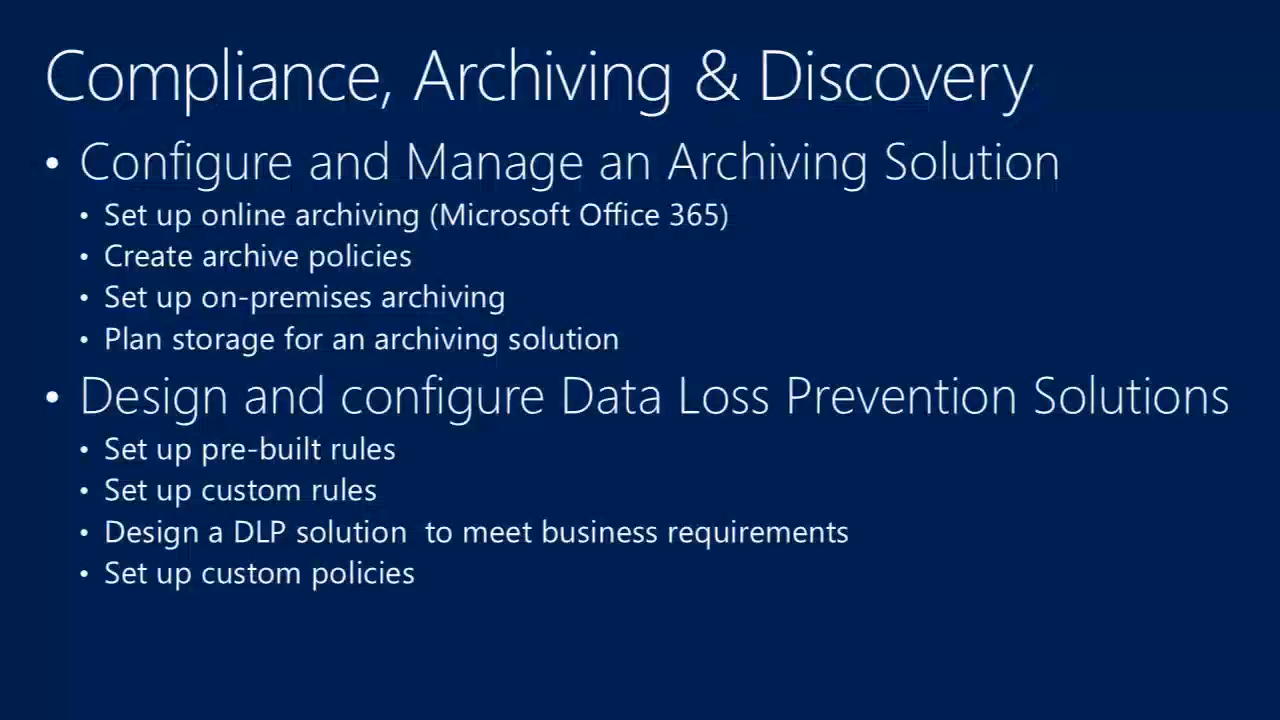 Compliance, Archiving & Discovery
• Configure and Manage an Archiving Solution
• Set up online archiving (Microsoft Office 365)
• Create archive policies
• Set up on-premises archiving
• Plan storage for an archiving solution
• Design and configure Data Loss Prevention Solutions
• Set up pre-built rules
• Set up custom rules
• Design a DLP solution  to meet business requirements
• Set up custom policies